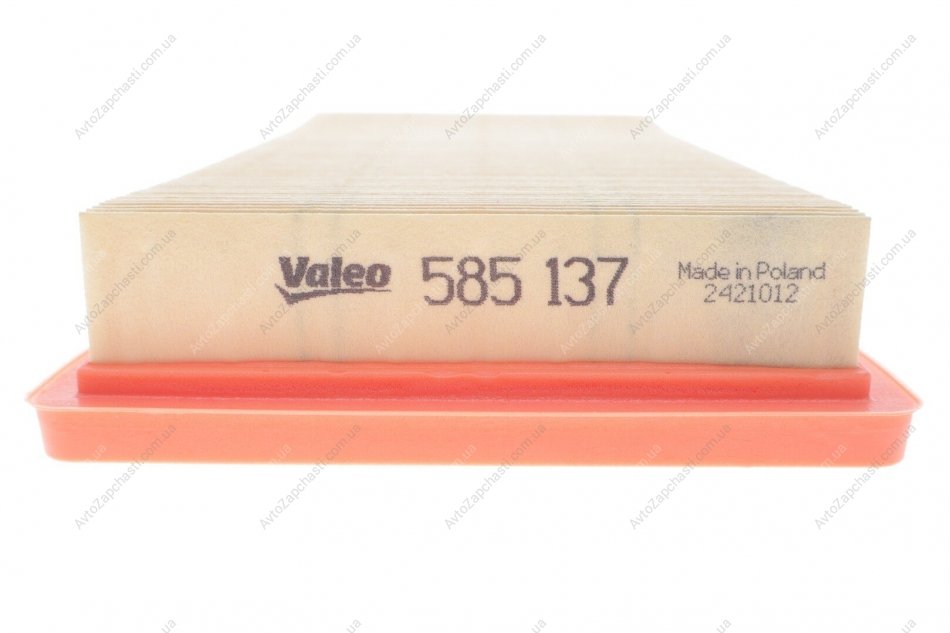 Valeo 585 137
Made in Poland
2421012
AvtoZapchasti.com.ua